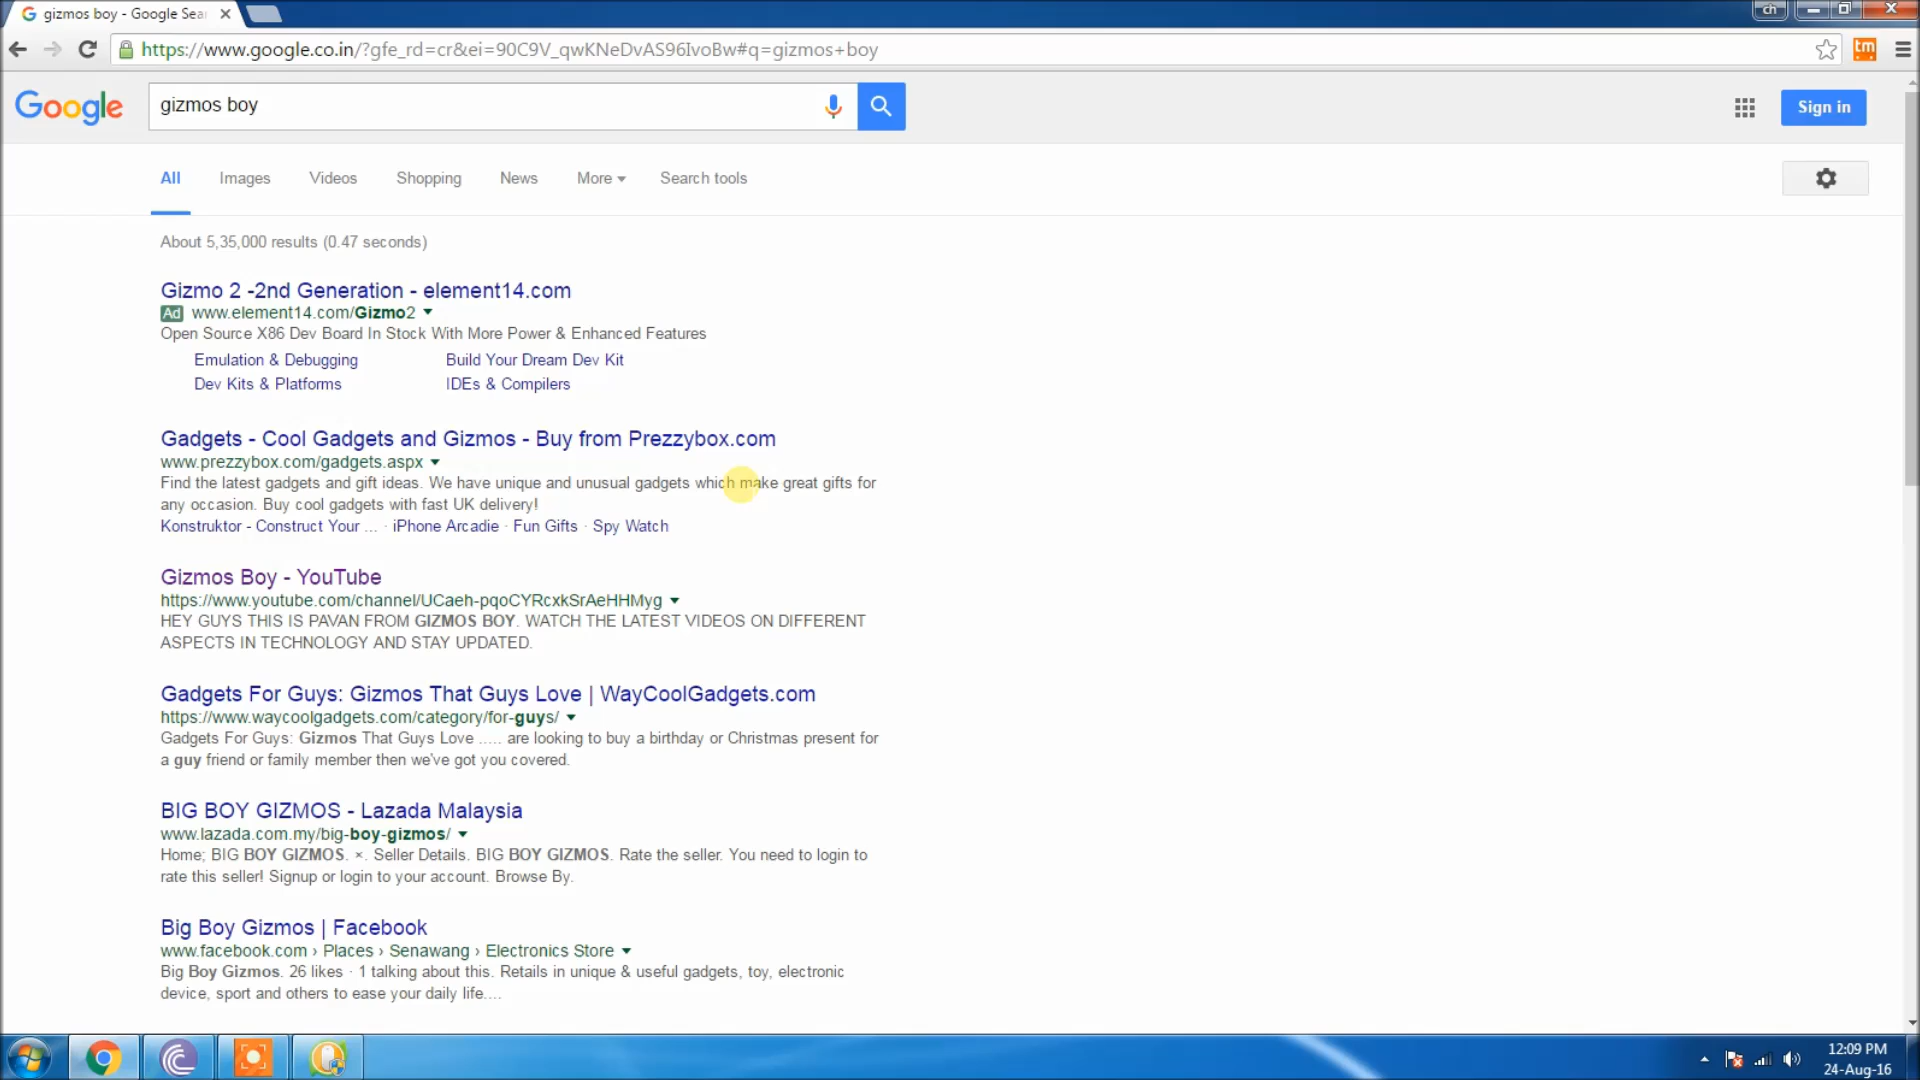 gizmos boy - Google Sea
ch
https://www.google.co.in/?gfe_rd=cr&ei=90C9V_qwKNeDvAS96IvoBw#q=gizmos+boy
tm
Google
gizmos boy
Sign in
All Images Videos Shopping News More Search tools
About 5,35,000 results (0.47 seconds)
Gizmo 2 -2nd Generation - element14.com
Ad www.element14.com/Gizmo2
Open Source X86 Dev Board In Stock With More Power & Enhanced Features
Emulation & Debugging Build Your Dream Dev Kit
Dev Kits & Platforms IDEs & Compilers
Gadgets - Cool Gadgets and Gizmos - Buy from Prezzybox.com
www.prezzybox.com/gadgets.aspx
Find the latest gadgets and gift ideas. We have unique and unusual gadgets which make great gifts for
any occasion. Buy cool gadgets with fast UK delivery!
Konstruktor - Construct Your ... · iPhone Arcadie · Fun Gifts · Spy Watch
Gizmos Boy - YouTube
https://www.youtube.com/channel/UCaeh-pqoCYRcxkSrAeHHMyg
HEY GUYS THIS IS PAVAN FROM GIZMOS BOY. WATCH THE LATEST VIDEOS ON DIFFERENT
ASPECTS IN TECHNOLOGY AND STAY UPDATED.
Gadgets For Guys: Gizmos That Guys Love | WayCoolGadgets.com
https://www.waycoolgadgets.com/category/for-guys/
Gadgets For Guys: Gizmos That Guys Love ..... are looking to buy a birthday or Christmas present for
a guy friend or family member then we've got you covered.
BIG BOY GIZMOS - Lazada Malaysia
www.lazada.com.my/big-boy-gizmos/
Home; BIG BOY GIZMOS. ×. Seller Details. BIG BOY GIZMOS. Rate the seller. You need to login to
rate this seller! Signup or login to your account. Browse By.
Big Boy Gizmos | Facebook
www.facebook.com › Places › Senawang › Electronics Store
Big Boy Gizmos. 26 likes · 1 talking about this. Retails in unique & useful gadgets, toy, electronic
device, sport and others to ease your daily life....
12:09 PM
24-Aug-16